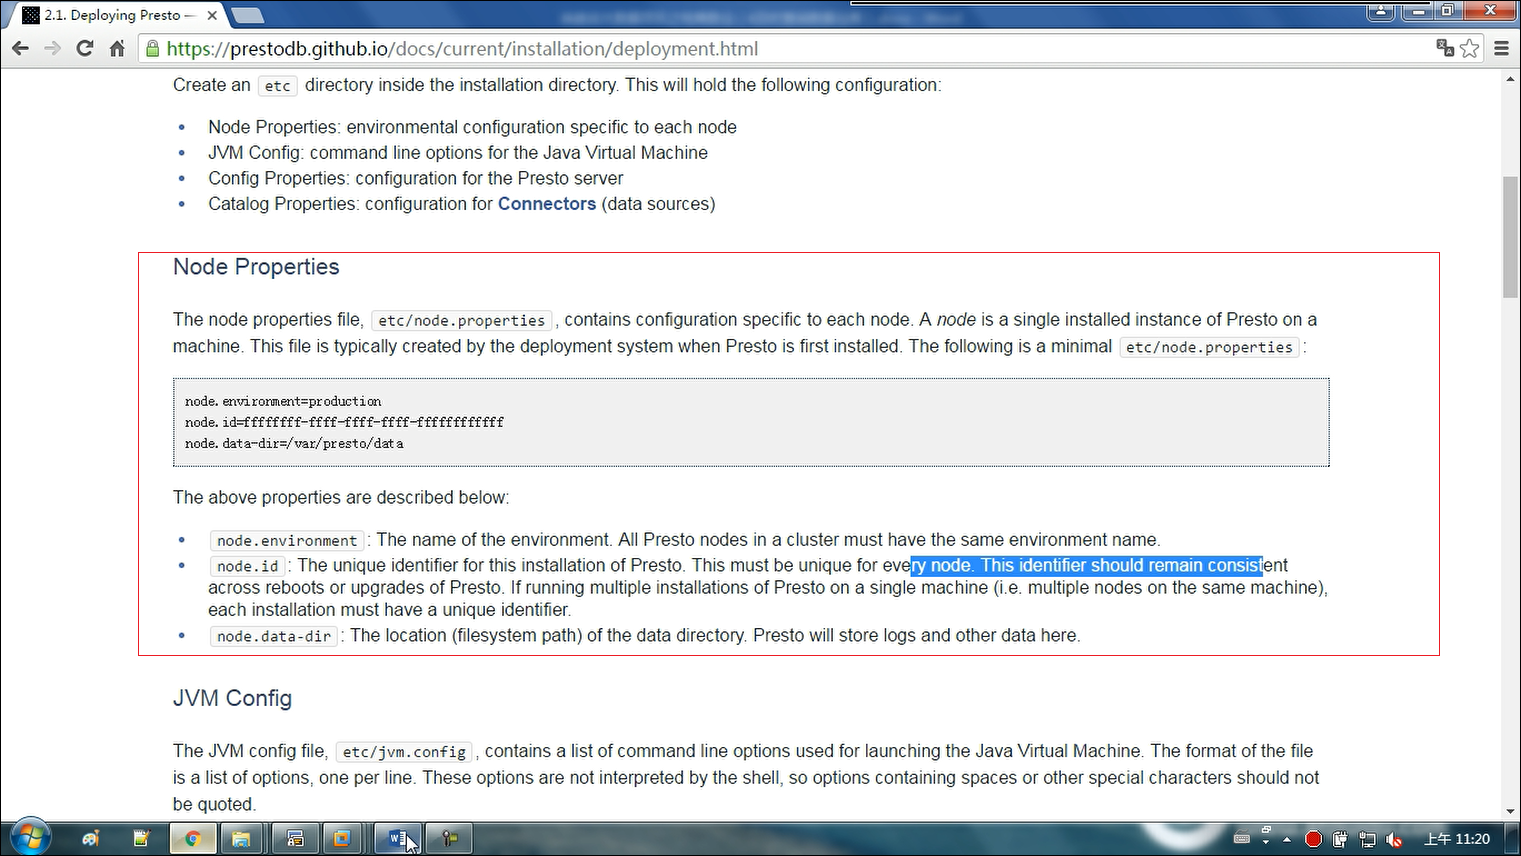 2.1. Deploying Presto —
https://prestodb.github.io/docs/current/installation/deployment.html
Create an etc directory inside the installation directory. This will hold the following configuration:
• Node Properties: environmental configuration specific to each node
• JVM Config: command line options for the Java Virtual Machine
• Config Properties: configuration for the Presto server
• Catalog Properties: configuration for Connectors (data sources)
Node Properties
The node properties file, etc/node.properties , contains configuration specific to each node. A node is a single installed instance of Presto on a
machine. This file is typically created by the deployment system when Presto is first installed. The following is a minimal etc/node.properties :
node.environment=production
node.id=ffffffff-ffff-ffff-ffff-ffffffffffff
node.data-dir=/var/presto/data
The above properties are described below:
• node.environment : The name of the environment. All Presto nodes in a cluster must have the same environment name.
• node.id : The unique identifier for this installation of Presto. This must be unique for every node. This identifier should remain consistent
across reboots or upgrades of Presto. If running multiple installations of Presto on a single machine (i.e. multiple nodes on the same machine),
each installation must have a unique identifier.
• node.data-dir : The location (filesystem path) of the data directory. Presto will store logs and other data here.
JVM Config
The JVM config file, etc/jvm.config , contains a list of command line options used for launching the Java Virtual Machine. The format of the file
is a list of options, one per line. These options are not interpreted by the shell, so options containing spaces or other special characters should not
be quoted.
上午 11:20